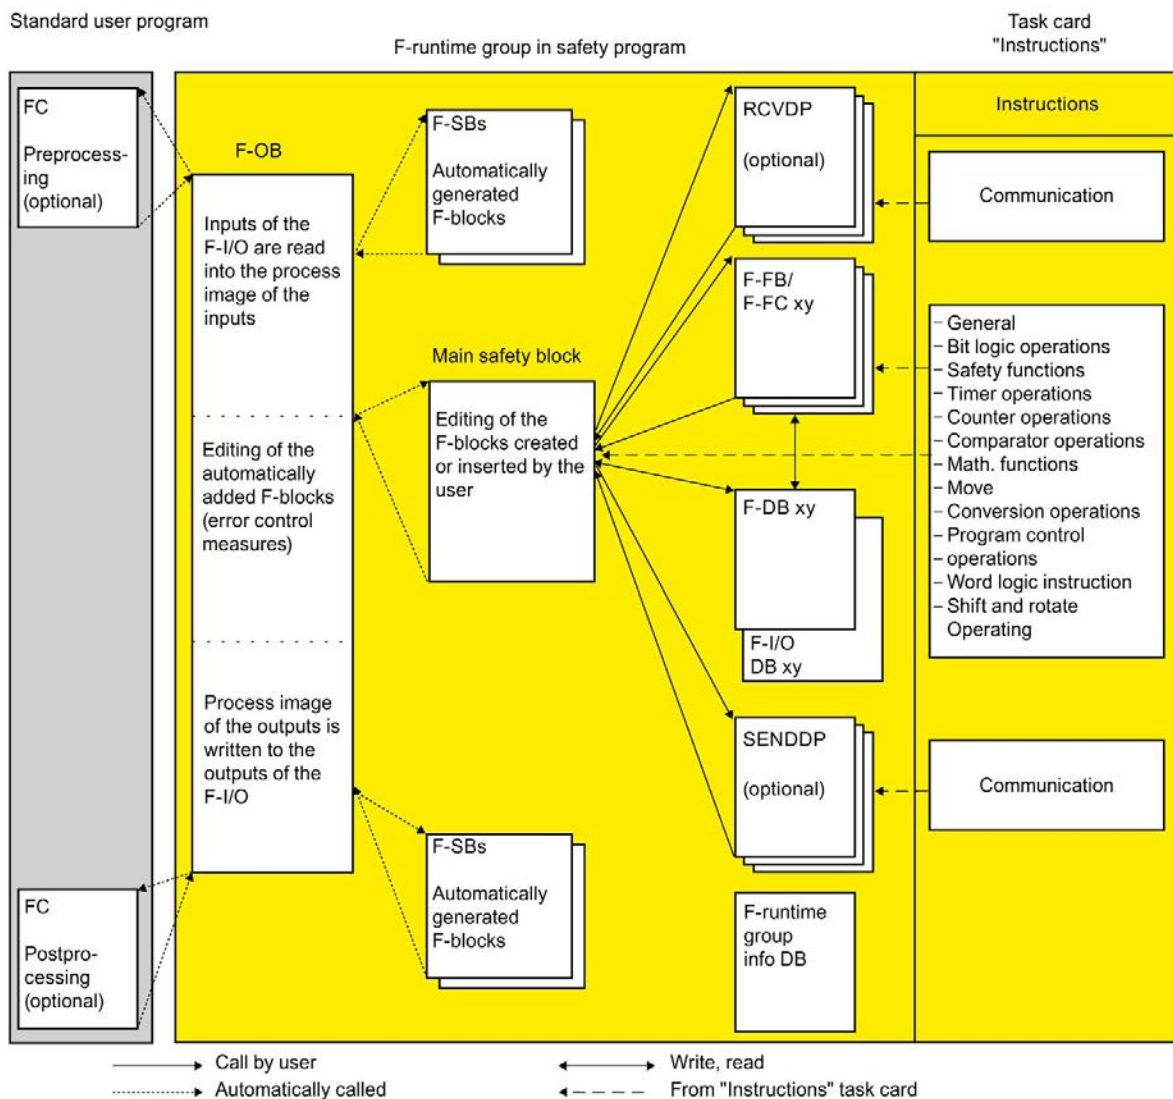 Standard user program
F-runtime group in safety program
Task card
"Instructions"
FC
Preprocess-
ing
(optional)
F-OB
Inputs of the
F-I/O are read
into the process
image of the
inputs
Editing of the
automatically
added F-blocks
(error control
measures)
Process image
of the outputs is
written to the
outputs of the
F-I/O
FC
Postpro-
cessing
(optional)
F-SBs
Automatically
generated
F-blocks
Main safety block
Editing of the
F-blocks created
or inserted by the
user
F-SBs
Automatically
generated
F-blocks
RCVDP
(optional)
F-FB/
F-FC xy
F-DB xy
F-I/O
DB xy
SENDDP
(optional)
F-runtime
group
info DB
Instructions
Communication
– General
– Bit logic operations
– Safety functions
– Timer operations
– Counter operations
– Comparator operations
– Math. functions
– Move
– Conversion operations
– Program control
– operations
– Word logic instruction
– Shift and rotate
Operating
Communication
Call by user
Automatically called
Write, read
From "Instructions" task card